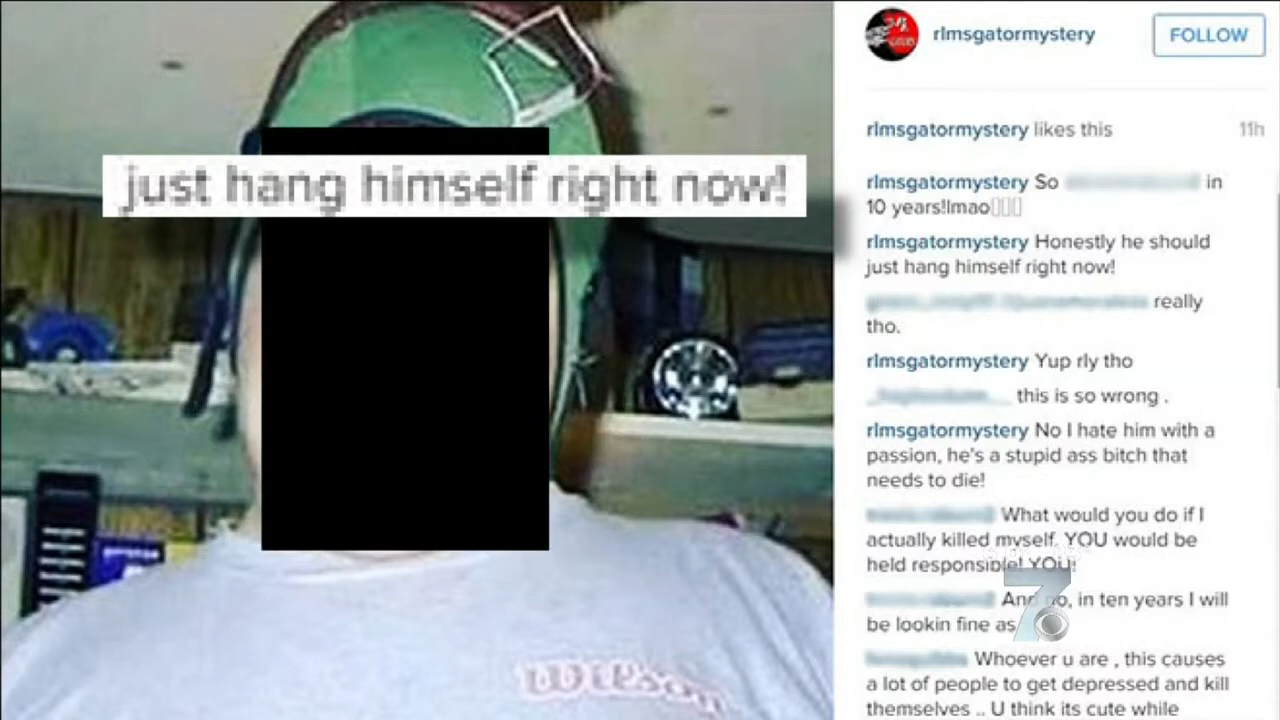 just hang himself right now!
Wilson
rlmsgatormystery
FOLLOW
rlmsgatormystery likes this 11h
rlmsgatormystery So in
10 years!lmao
rlmsgatormystery Honestly he should
just hang himself right now!
really
tho.
rlmsgatormystery Yup rly tho
this is so wrong .
rlmsgatormystery No I hate him with a
passion, he's a stupid ass bitch that
needs to die!
What would you do if I
actually killed myself. YOU would be
held responsible! YOU!
And no, in ten years I will
be lookin fine as
Whoever u are , this causes
a lot of people to get depressed and kill
themselves .. U think its cute while
7